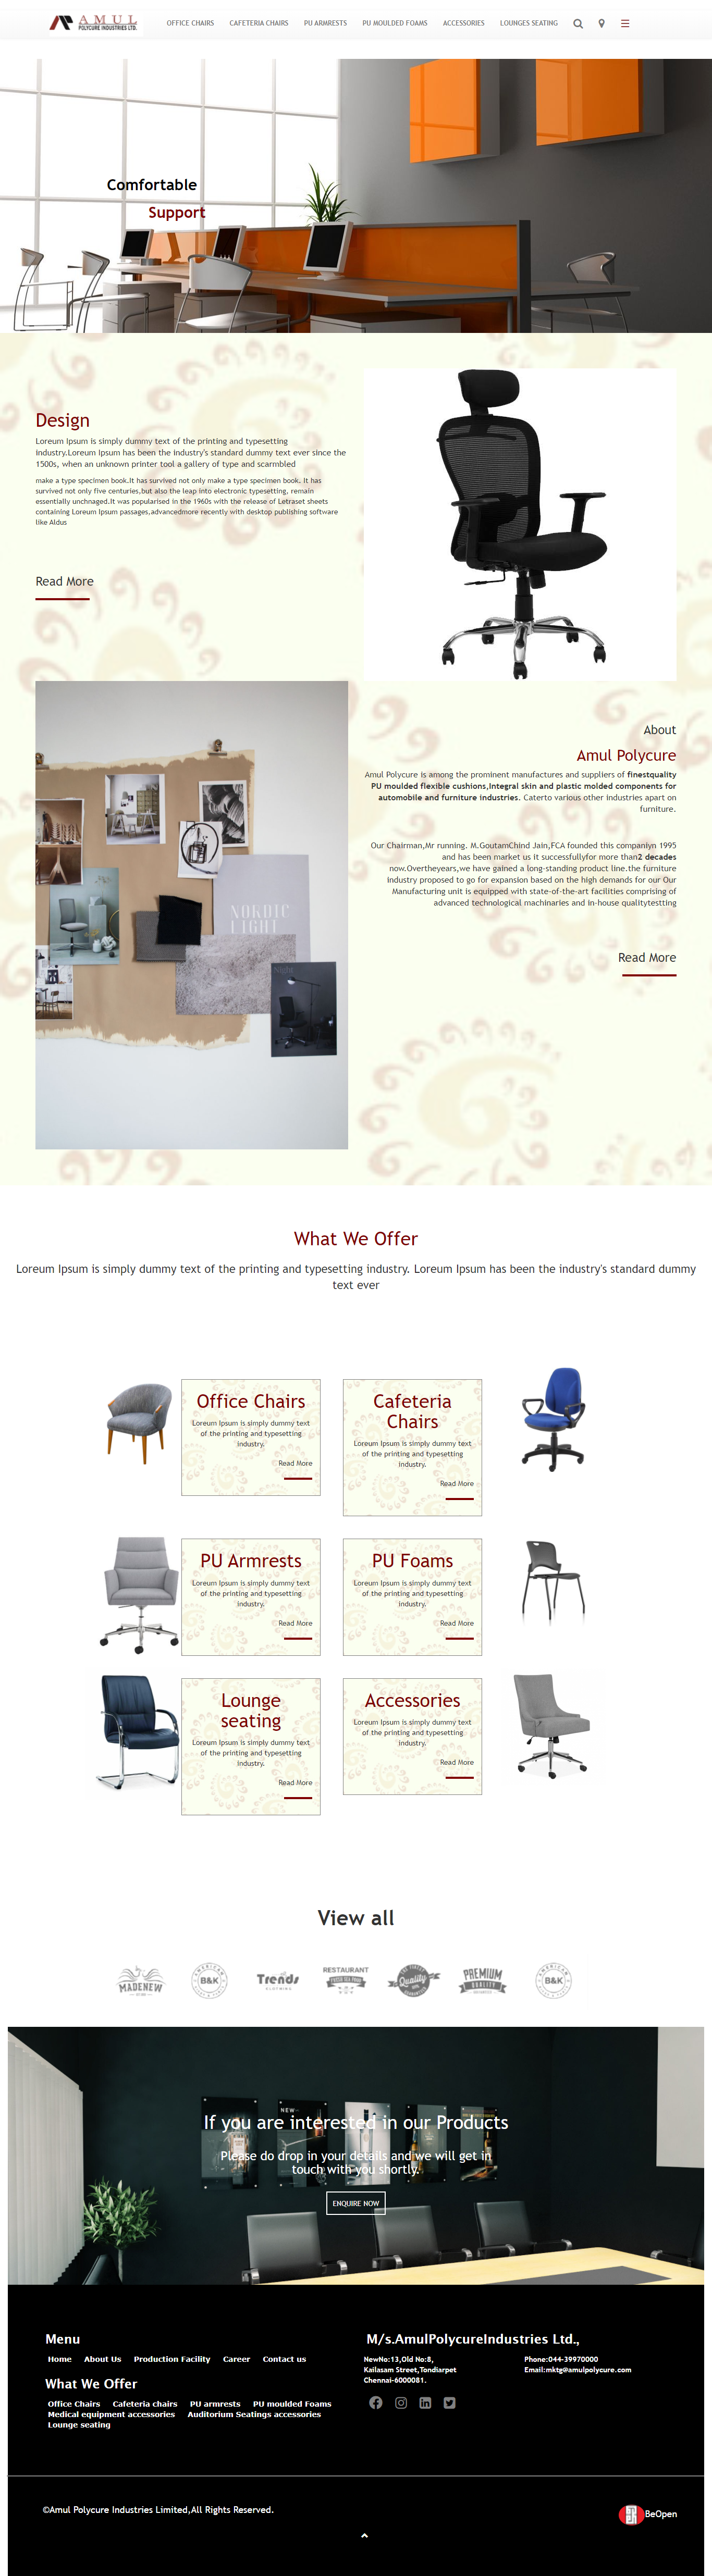 AMUL
POLYCURE INDUSTRIES LTD.
OFFICE CHAIRS CAFETERIA CHAIRS PU ARMRESTS PU MOULDED FOAMS ACCESSORIES LOUNGES SEATING
Comfortable
Support
Design
Loreum Ipsum is simply dummy text of the printing and typesetting
industry.Loreum Ipsum has been the industry's standard dummy text ever since the
1500s, when an unknown printer tool a gallery of type and scarmbled
make a type specimen book.It has survived not only make a type specimen book. It has
survived not only five centuries,but also the leap into electronic typesetting, remain
essentially unchnaged.It was popularised in the 1960s with the release of Letraset sheets
containing Loreum Ipsum passages,advancedmore recently with desktop publishing software
like Aldus
Read More
NORDIC
LIGHT
Night
About
Amul Polycure
Amul Polycure is among the prominent manufactures and suppliers of finestquality
PU moulded flexible cushions,Integral skin and plastic molded components for
automobile and furniture industries. Caterto various other industries apart on
furniture.
Our Chairman,Mr running. M.GoutamChind Jain,FCA founded this companiyn 1995
and has been market us it successfullyfor more than2 decades
now.Overtheyears,we have gained a long-standing product line.the furniture
industry proposed to go for expansion based on the high demands for our Our
Manufacturing unit is equipped with state-of-the-art facilities comprising of
advanced technological machinaries and in-house qualitytestting
Read More
What We Offer
Loreum Ipsum is simply dummy text of the printing and typesetting industry. Loreum Ipsum has been the industry's standard dummy
text ever
Office Chairs
Loreum Ipsum is simply dummy text
of the printing and typesetting
industry.
Read More
Cafeteria
Chairs
Loreum Ipsum is simply dummy text
of the printing and typesetting
industry.
Read More
PU Armrests
Loreum Ipsum is simply dummy text
of the printing and typesetting
industry.
Read More
PU Foams
Loreum Ipsum is simply dummy text
of the printing and typesetting
industry.
Read More
Lounge
seating
Loreum Ipsum is simply dummy text
of the printing and typesetting
industry.
Read More
Accessories
Loreum Ipsum is simply dummy text
of the printing and typesetting
industry.
Read More
View all
MADENEW
AMERICAN
B&K
Trends
CLOTHING
RESTAURANT
FRIED SEA FOOD
Quality
PREMIUM
QUALITY
AMERICAN
B&K
NEW
If you are interested in our Products
Please do drop in your details and we will get in
touch with you shortly.
ENQUIRE NOW
Menu
Home About Us Production Facility Career Contact us
What We Offer
Office Chairs Cafeteria chairs PU armrests PU moulded Foams
Medical equipment accessories Auditorium Seatings accessories
Lounge seating
M/s.AmulPolycureIndustries Ltd.,
NewNo:13,Old No:8,
Kailasam Street,Tondiarpet
Chennai-6000081.
Phone:044-39970000
Email:mktg@amulpolycure.com
©Amul Polycure Industries Limited,All Rights Reserved.
BeOpen